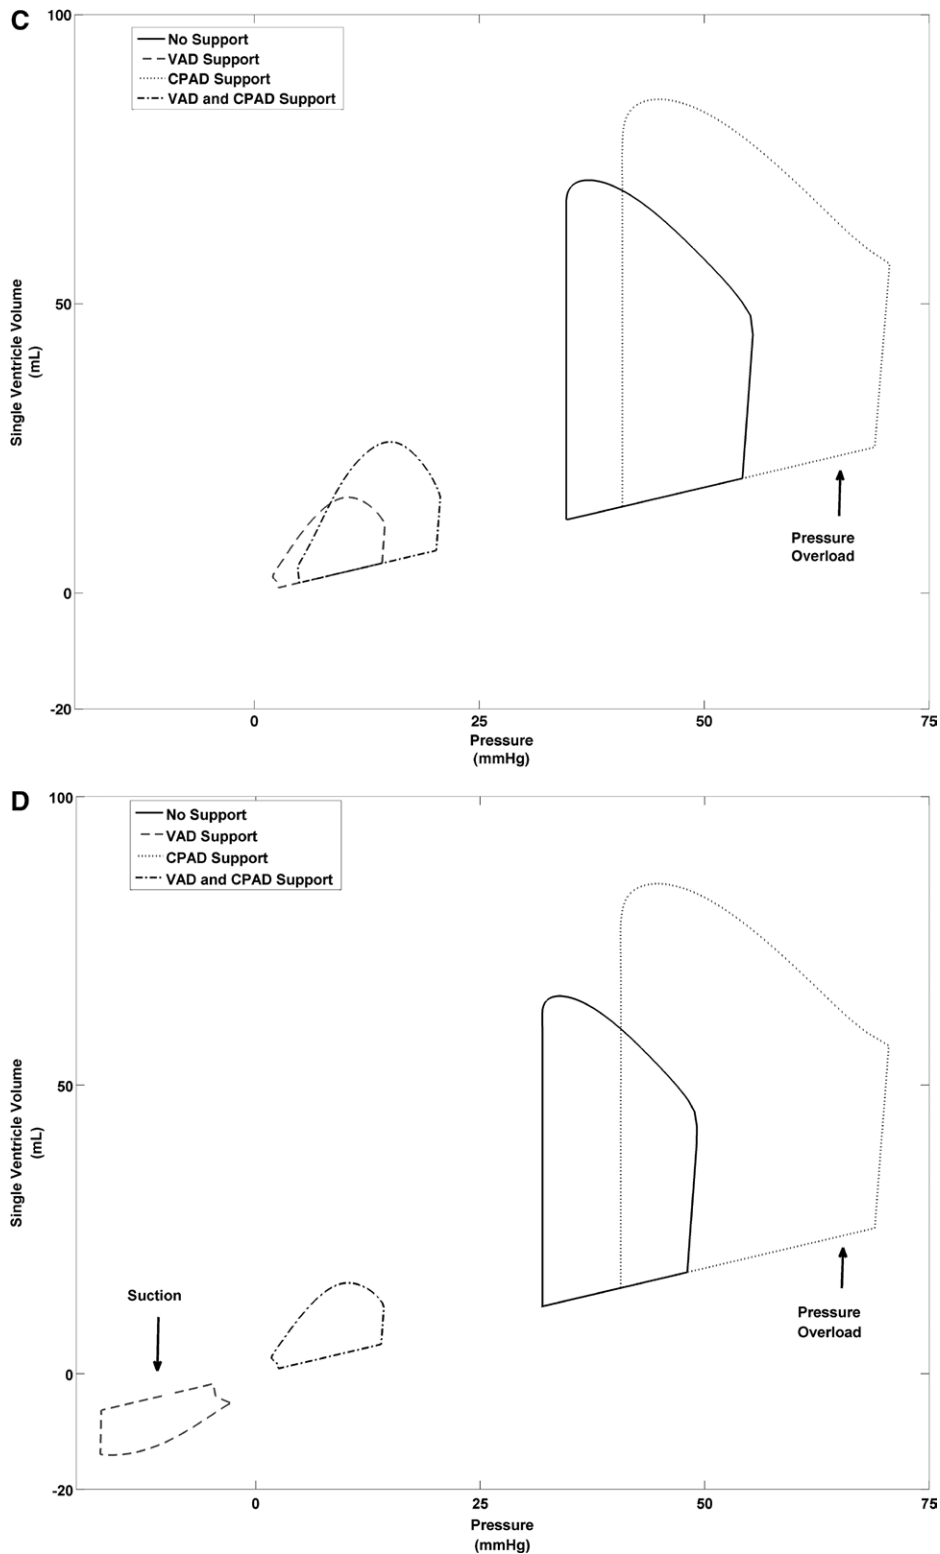 C
100
No Support
VAD Support
CPAD Support
VAD and CPAD Support
Single Ventricle Volume
(mL)
50
Pressure
Overload
0
-20
0
25
50
75
Pressure
(mmHg)
D
100
No Support
VAD Support
CPAD Support
VAD and CPAD Support
Single Ventricle Volume
(mL)
50
Suction
Pressure
Overload
0
-20
0
25
50
75
Pressure
(mmHg)